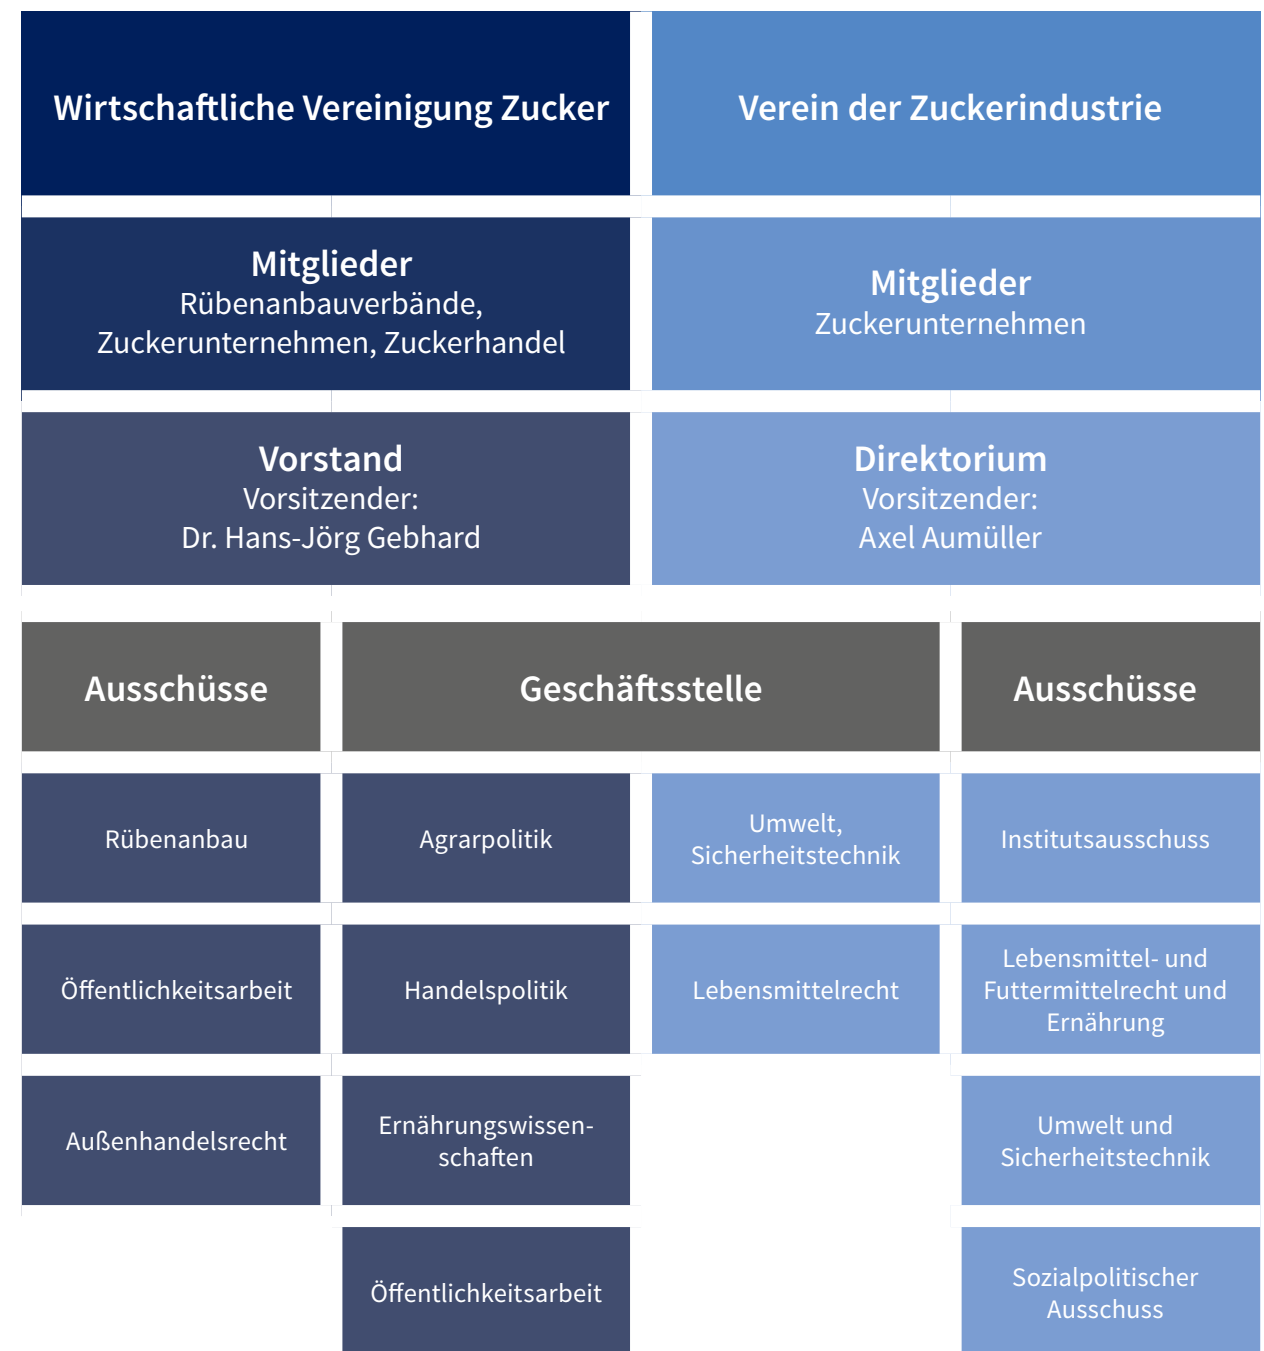 Wirtschaftliche Vereinigung Zucker
Verein der Zuckerindustrie
Mitglieder
Rübenanbauverbände,
Zuckerunternehmen, Zuckerhandel
Mitglieder
Zuckerunternehmen
Vorstand
Vorsitzender:
Dr. Hans-Jörg Gebhard
Direktorium
Vorsitzender:
Axel Aumüller
Ausschüsse
Geschäftsstelle
Ausschüsse
Rübenanbau
Agrarpolitik
Umwelt,
Sicherheitstechnik
Institutsausschuss
Öffentlichkeitsarbeit
Handelspolitik
Lebensmittelrecht
Lebensmittel- und
Futtermittelrecht und
Ernährung
Außenhandelsrecht
Ernährungswissen-
schaften
Umwelt und
Sicherheitstechnik
Öffentlichkeitsarbeit
Sozialpolitischer
Ausschuss